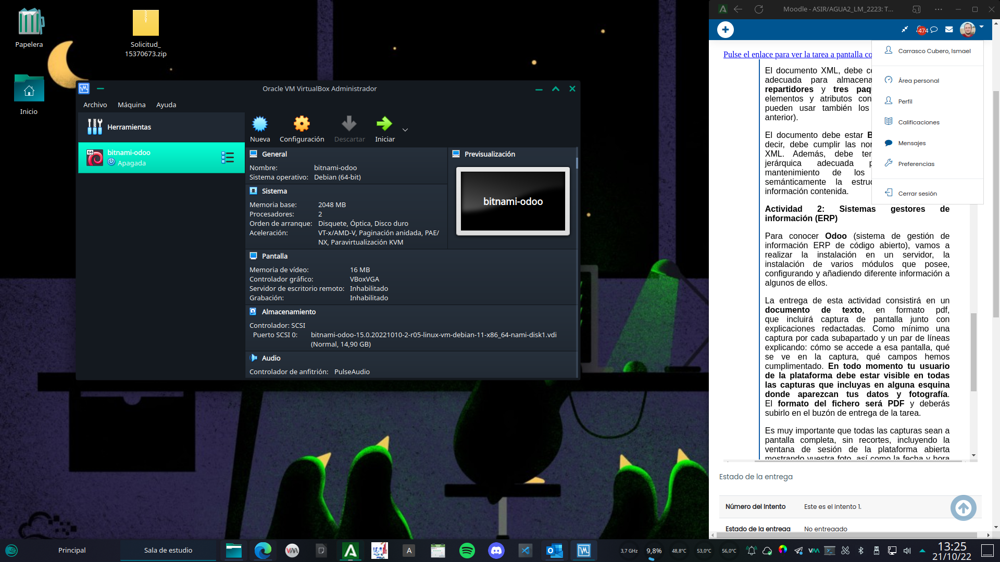 Papelera
Solicitud_
15370673.zip
Inicio
Oracle VM VirtualBox Administrador
Archivo Máquina Ayuda
Herramientas
Nueva Configuración Descartar Iniciar
64
bitnami-odoo
Apagada
General
Nombre: bitnami-odoo
Sistema operativo: Debian (64-bit)
Previsualización
bitnami-odoo
Sistema
Memoria base: 2048 MB
Procesadores: 2
Orden de arranque: Disquete, Óptica, Disco duro
Aceleración: VT-x/AMD-V, Paginación anidada, PAE/
NX, Paravirtualización KVM
Pantalla
Memoria de vídeo: 16 MB
Controlador gráfico: VBoxVGA
Servidor de escritorio remoto: Inhabilitado
Grabación: Inhabilitado
Almacenamiento
Controlador: SCSI
Puerto SCSI 0: bitnami-odoo-15.0.20221010-2-r05-linux-vm-debian-11-x86_64-nami-disk1.vdi
(Normal, 14,90 GB)
Audio
Controlador de anfitrión: PulseAudio
Moodle - ASIR/AGUA2_LM_2223: T...
474
Pulse el enlace para ver la tarea a pantalla co
El documento XML, debe co
adecuada para almacena
repartidores y tres paq
elementos y atributos con
pueden usar también los
anterior).
El documento debe estar B
decir, debe cumplir las nor
XML. Además, debe ten
jerárquica adecuada p
mantenimiento de los
semánticamente la estruc
información contenida.
Carrasco Cubero, Ismael
Área personal
Perfil
Calificaciones
Mensajes
Preferencias
Cerrar sesión
Actividad 2: Sistemas gestores de
información (ERP)
Para conocer Odoo (sistema de gestión de
información ERP de código abierto), vamos a
realizar la instalación en un servidor, la
instalación de varios módulos que posee,
configurando y añadiendo diferente información a
algunos de ellos.
La entrega de esta actividad consistirá en un
documento de texto, en formato pdf,
que incluirá captura de pantalla junto con
explicaciones redactadas. Como mínimo una
captura por cada subapartado y un par de líneas
explicando: cómo se accede a esa pantalla, qué
se ve en la captura, qué campos hemos
cumplimentado. En todo momento tu usuario
de la plataforma debe estar visible en todas
las capturas que incluyas en alguna esquina
donde aparezcan tus datos y fotografía.
El formato del fichero será PDF y deberás
subirlo en el buzón de entrega de la tarea.
Es muy importante que todas las capturas sean a
pantalla completa, sin recortes, incluyendo la
ventana de sesión de la plataforma abierta
mostrando vuestra foto, así como la fecha y hora
Estado de la entrega
Número del intento Este es el intento 1.
Estado de la entrega No entregado
Principal Sala de estudio
A
3,7 GHz 9,8% 48,8°C 53,0°C 56,0°C
13:25
21/10/22